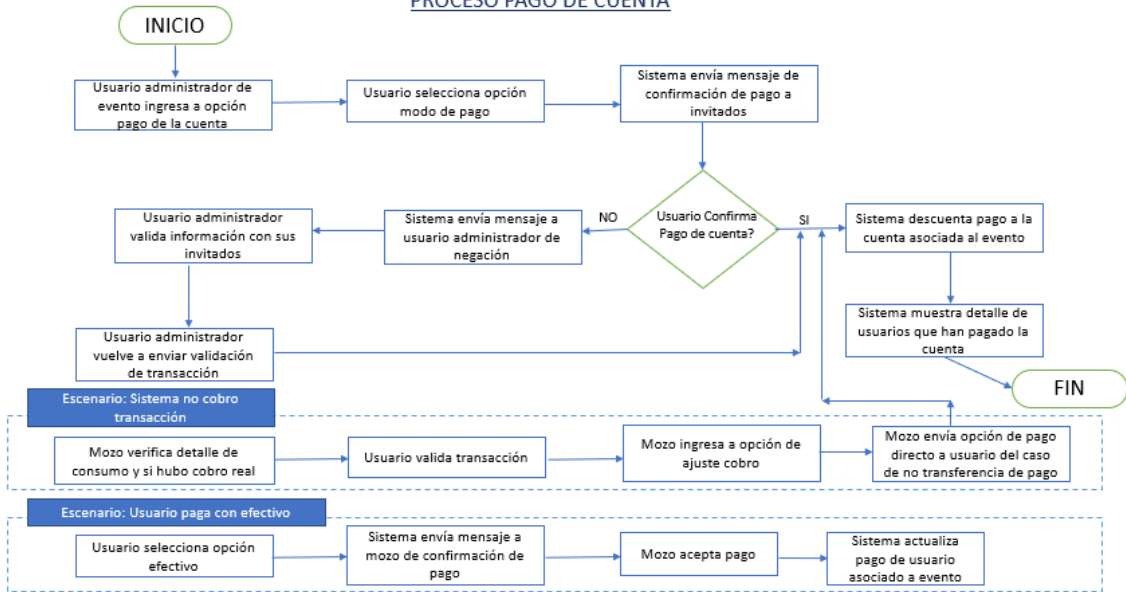 PROCESO PAGO DE CUENTA
INICIO
Usuario administrador de
evento ingresa a opción
pago de la cuenta
Usuario selecciona opción
modo de pago
Sistema envía mensaje de
confirmación de pago a
invitados
Usuario Confirma
Pago de cuenta?
NO
SI
Sistema envía mensaje a
usuario administrador de
negación
Usuario administrador
valida información con sus
invitados
Usuario administrador
vuelve a enviar validación
de transacción
Sistema descuenta pago a la
cuenta asociada al evento
Sistema muestra detalle de
usuarios que han pagado la
cuenta
FIN
Escenario: Sistema no cobro
transacción
Mozo verifica detalle de
consumo y si hubo cobro real
Usuario valida transacción
Mozo ingresa a opción de
ajuste cobro
Mozo envía opción de pago
directo a usuario del caso
de no transferencia de pago
Escenario: Usuario paga con efectivo
Usuario selecciona opción
efectivo
Sistema envía mensaje a
mozo de confirmación de
pago
Mozo acepta pago
Sistema actualiza
pago de usuario
asociado a evento